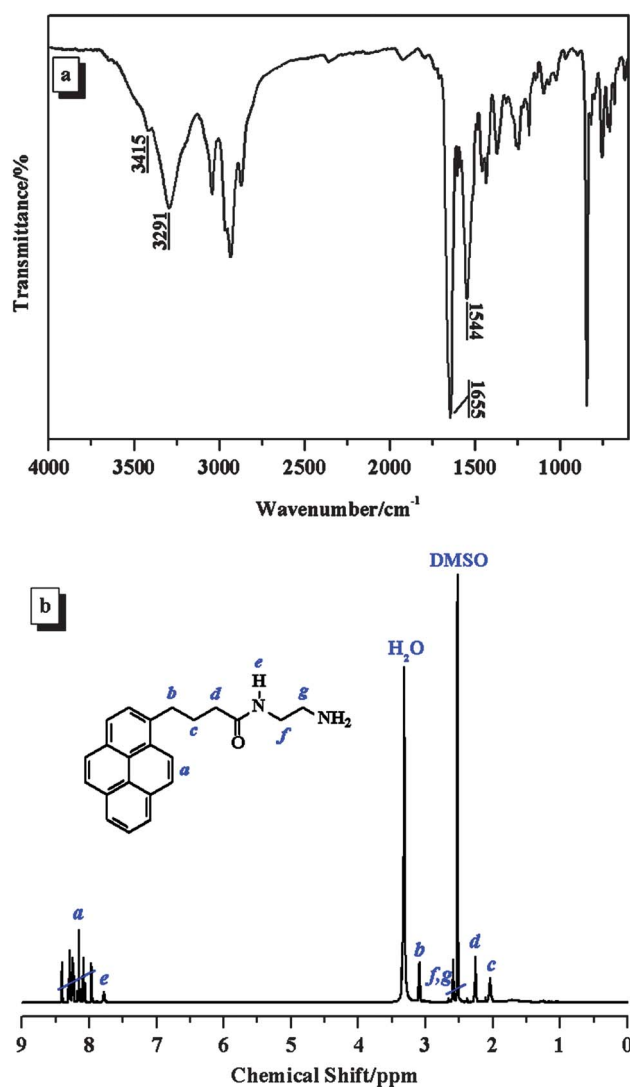 a
Transmittance/%
3415
3291
1544
1655
4000 3500 3000 2500 2000 1500 1000
Wavenumber/cm⁻¹
b
DMSO
H₂O
e
H
b d N g NH₂
c O f
a
a
e
b
f,g
d
c
9 8 7 6 5 4 3 2 1 0
Chemical Shift/ppm